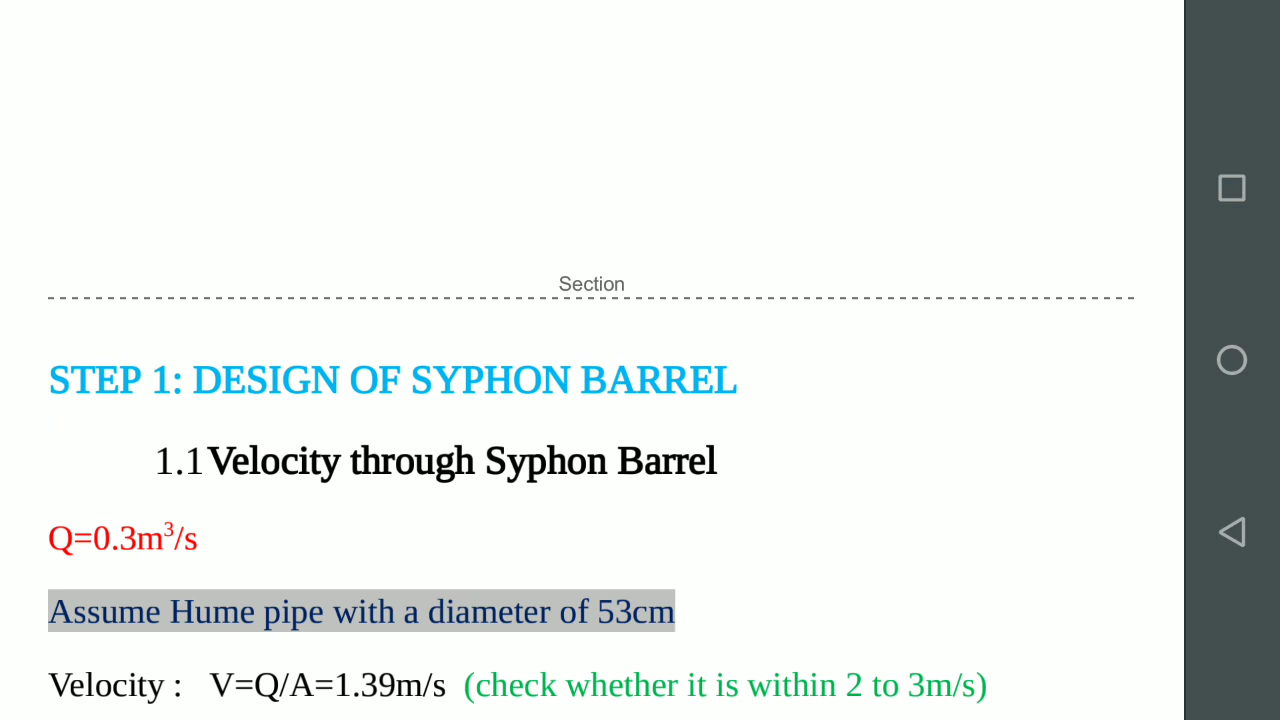 Section
STEP 1: DESIGN OF SYPHON BARREL
1.1 Velocity through Syphon Barrel
Q=0.3m³/s
Assume Hume pipe with a diameter of 53cm
Velocity : V=Q/A=1.39m/s (check whether it is within 2 to 3m/s)